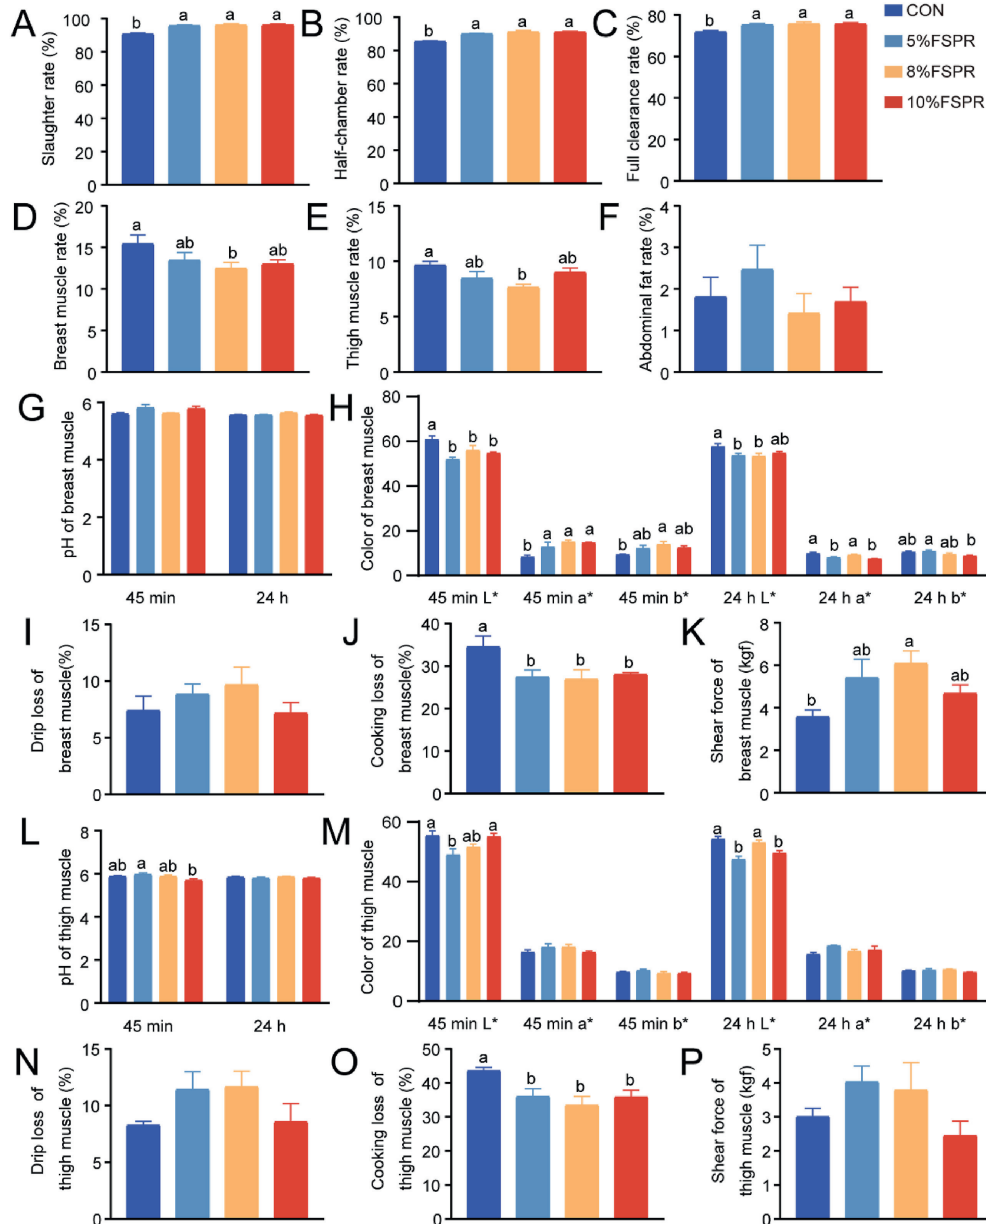 A
Slaughter rate (%)
100
80
60
40
20
0
b a a a
B
Half-chamber rate (%)
100
80
60
40
20
0
b a a a
C
Full clearance rate (%)
80
60
40
20
0
b a a a
CON
5%FSPR
8%FSPR
10%FSPR
D
Breast muscle rate (%)
20
15
10
5
0
a ab b ab
E
Thigh muscle rate (%)
15
10
5
0
a ab b ab
F
Abdominal fat rate (%)
4
3
2
1
0
G
pH of breast muscle
6
4
2
0
45 min 24 h
H
Color of breast muscle
80
60
40
20
0
a b b b
b a a a
b ab a ab
a b b ab
a b a b
ab a ab b
45 min L* 45 min a* 45 min b* 24 h L* 24 h a* 24 h b*
I
Drip loss of
breast muscle(%)
15
10
5
0
J
Cooking loss of
breast muscle(%)
40
30
20
10
0
a b b b
K
Shear force of
breast muscle (kgf)
8
6
4
2
0
b ab a ab
L
pH of thigh muscle
8
6
4
2
0
ab a ab b
45 min 24 h
M
Color of thigh muscle
60
40
20
0
a b ab a
a b a b
45 min L* 45 min a* 45 min b* 24 h L* 24 h a* 24 h b*
N
Drip loss of
thigh muscle (%)
15
10
5
0
O
Cooking loss of
thigh muscle (%)
50
40
30
20
10
0
a b b b
P
Shear force of
thigh muscle (kgf)
5
4
3
2
1
0